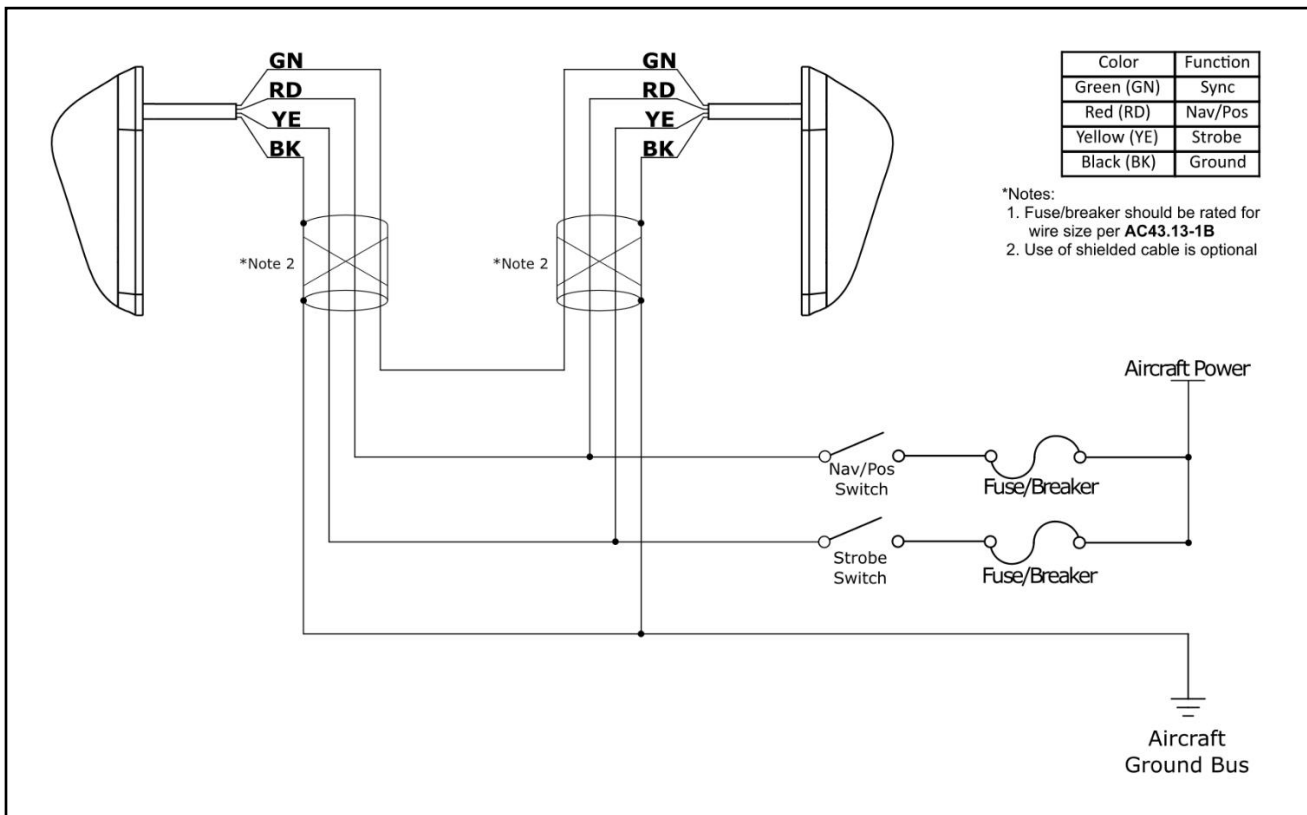 GN
RD
YE
BK
GN
RD
YE
BK
Color Function
Green (GN) Sync
Red (RD) Nav/Pos
Yellow (YE) Strobe
Black (BK) Ground
*Notes:
1. Fuse/breaker should be rated for
wire size per AC43.13-1B
2. Use of shielded cable is optional
*Note 2
*Note 2
Aircraft Power
Nav/Pos
Switch
Fuse/Breaker
Strobe
Switch
Fuse/Breaker
Aircraft
Ground Bus